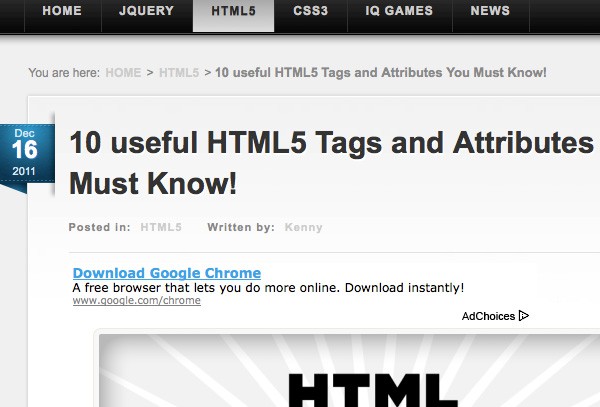 HOME JQUERY HTML5 CSS3 IQ GAMES NEWS
You are here: HOME > HTML5 > 10 useful HTML5 Tags and Attributes You Must Know!
Dec
16
2011
10 useful HTML5 Tags and Attributes
Must Know!
Posted in: HTML5 Written by: Kenny
Download Google Chrome
A free browser that lets you do more online. Download instantly!
www.google.com/chrome
AdChoices
HTML